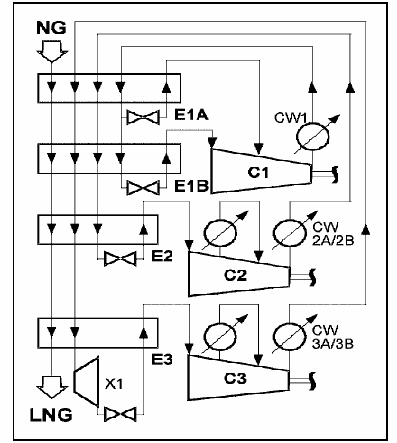 NG
CW1
E1A
C1
E1B
CW
2A/2B
E2
C2
CW
3A/3B
E3
X1
C3
LNG